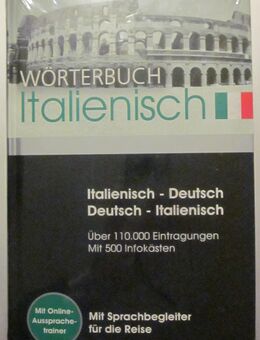 WÖRTERBUCH
Italienisch
Italienisch - Deutsch
Deutsch - Italienisch
Über 110.000 Eintragungen
Mit 500 Infokästen
Mit Online-
Aussprache-
trainer
Mit Sprachbegleiter
für die Reise